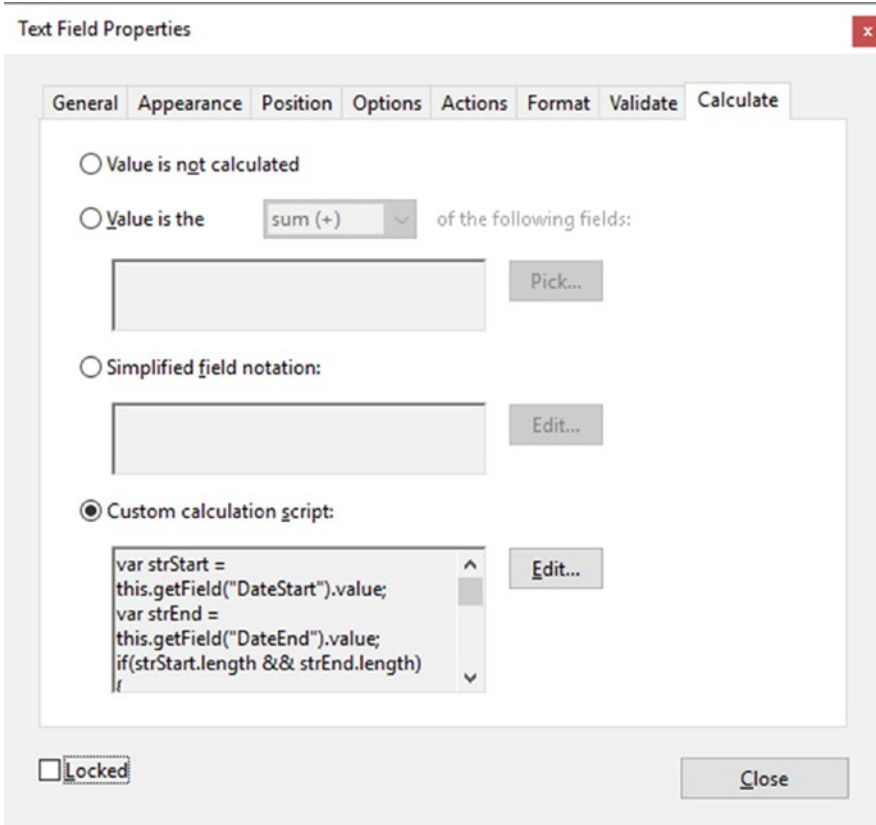 Text Field Properties
x
General Appearance Position Options Actions Format Validate Calculate
Value is not calculated
Value is the sum (+) of the following fields:
Pick...
Simplified field notation:
Edit...
Custom calculation script:
var strStart =
this.getField("DateStart").value;
var strEnd =
this.getField("DateEnd").value;
if(strStart.length && strEnd.length)
{
Edit...
Locked
Close